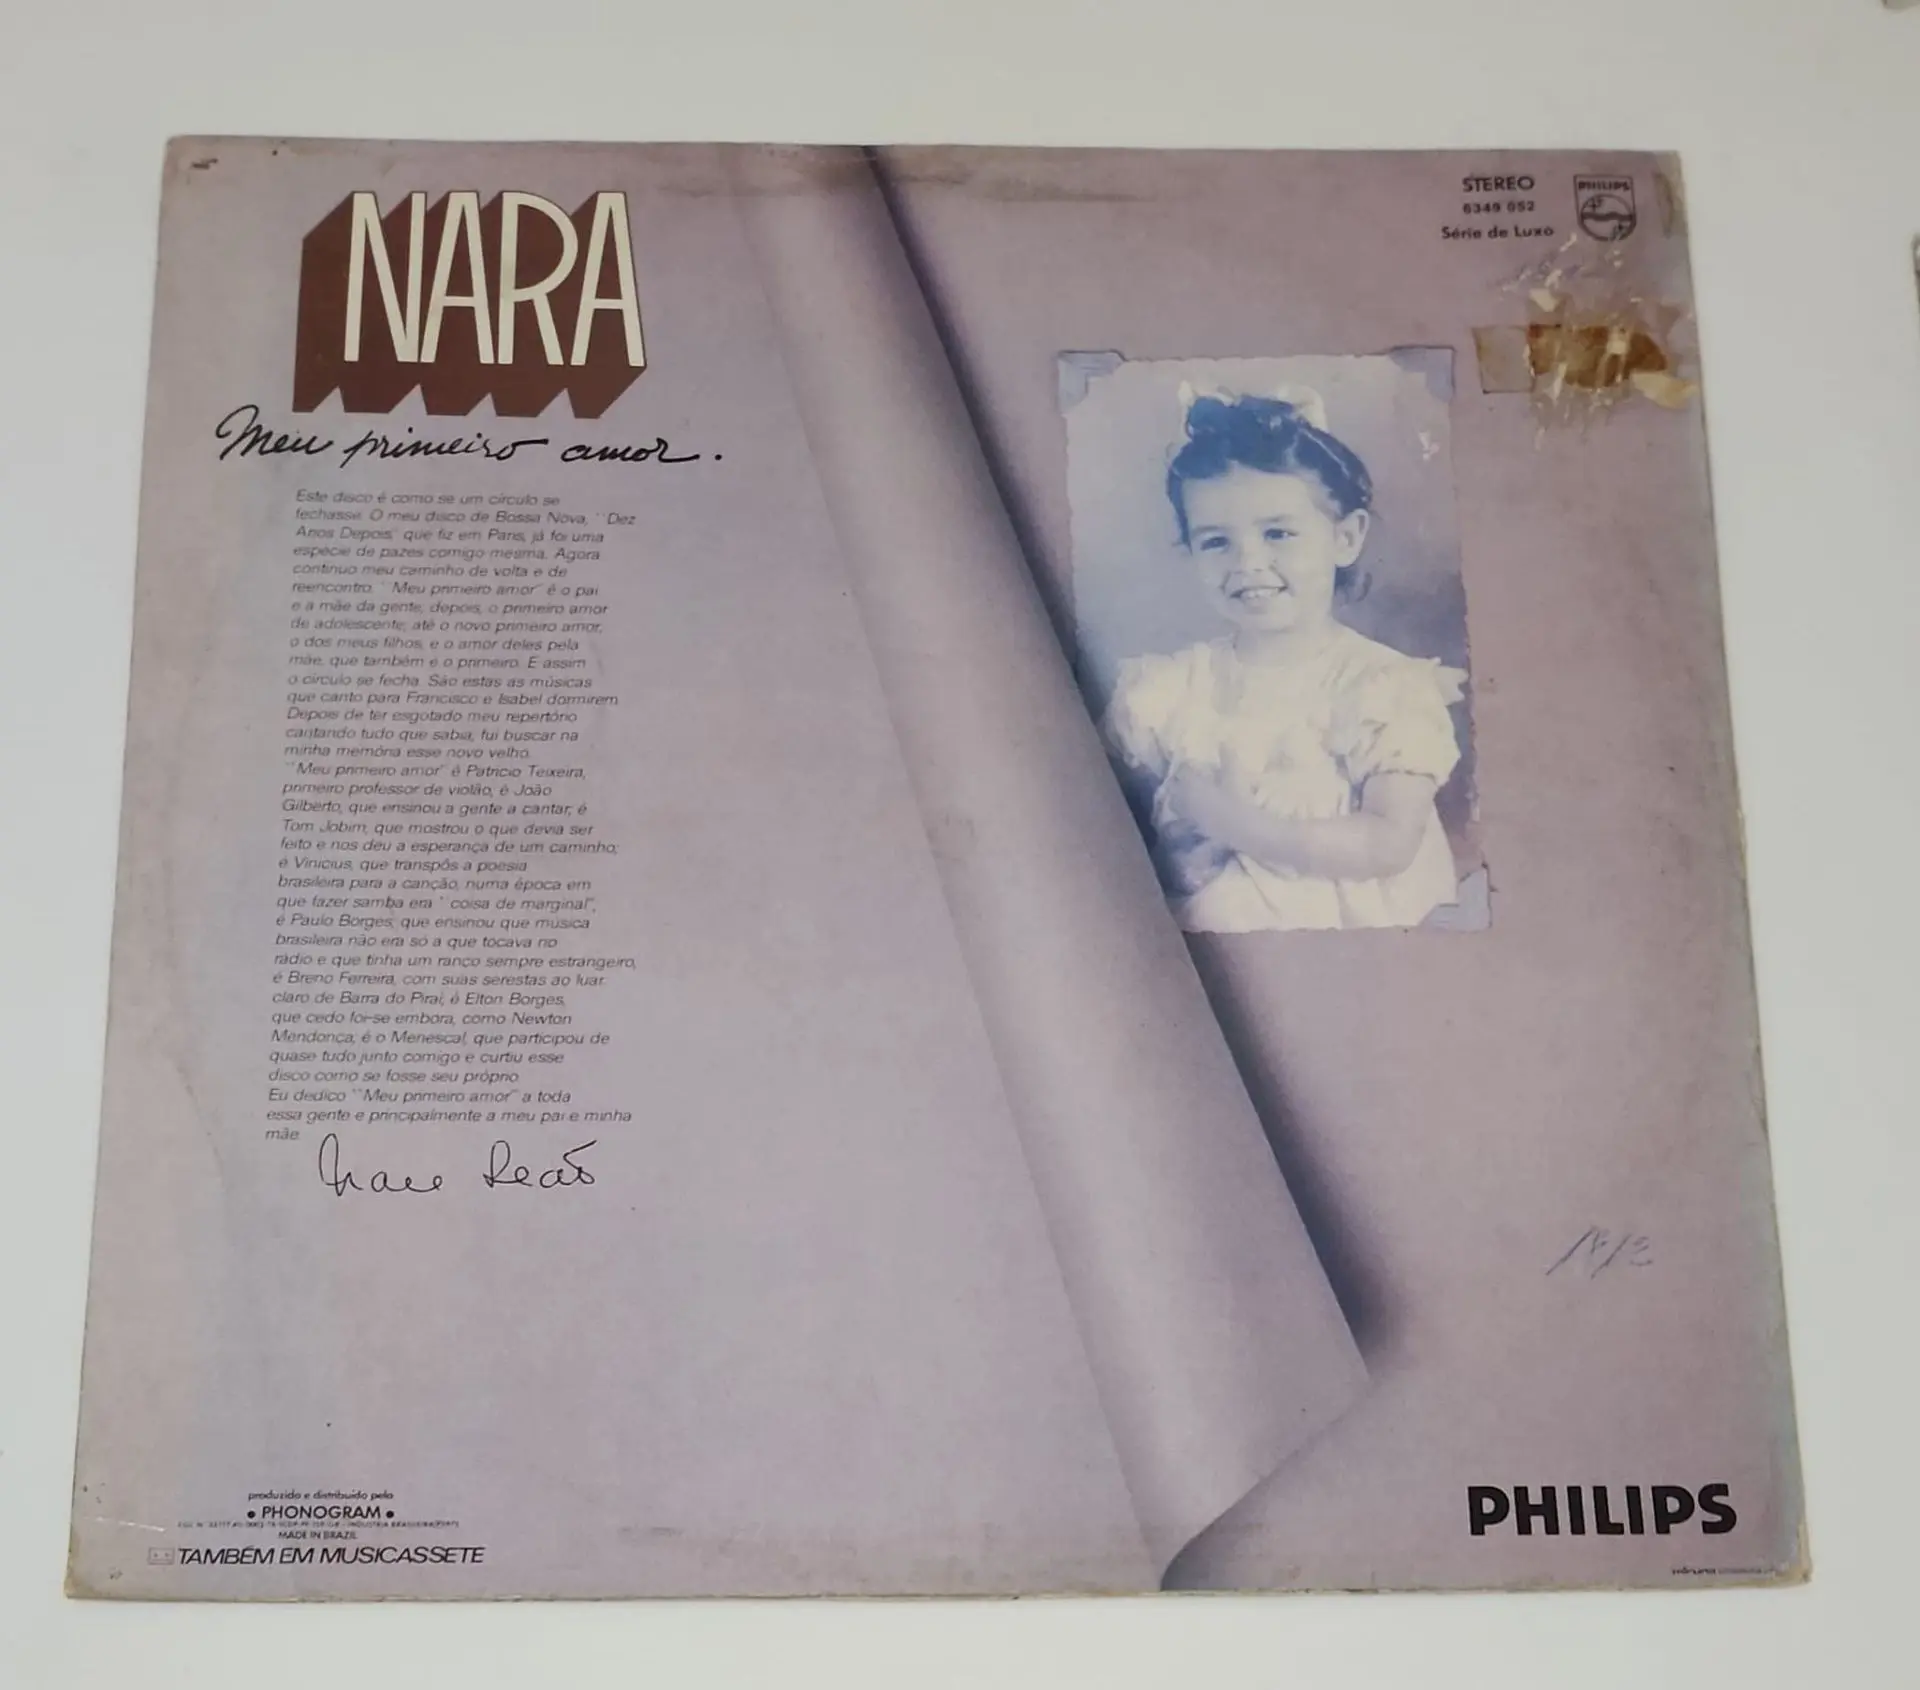 NARA
Meu primeiro amor.
Este disco é como se um círculo se
fechasse. O meu disco de Bossa Nova, "Dez
Anos Depois" que fiz em Paris, já foi uma
espécie de pazes comigo mesma. Agora
continuo meu caminho de volta e de
reencontro. "Meu primeiro amor" é o pai
e a mãe da gente, depois, o primeiro amor
de adolescente, até o novo primeiro amor,
o dos meus filhos, e o amor deles pela
mãe, que também é o primeiro. E assim
o círculo se fecha. São estas as músicas
que canto para Francisco e Isabel dormirem.
Depois de ter esgotado meu repertório
cantando tudo que sabia, fui buscar na
minha memória esse novo velho.
"Meu primeiro amor" é Patricio Teixeira,
primeiro professor de violão, é João
Gilberto, que ensinou a gente a cantar, é
Tom Jobim, que mostrou o que devia ser
feito e nos deu a esperança de um caminho;
é Vinicius, que transpôs a poesia
brasileira para a canção, numa época em
que fazer samba era "coisa de marginal",
é Paulo Borges, que ensinou que música
brasileira não era só a que tocava no
rádio e que tinha um ranço sempre estrangeiro,
é Breno Ferreira, com suas serestas ao luar
claro de Barra do Piraí, é Elton Borges,
que cedo foi-se embora, como Newton
Mendonça; é o Menescal, que participou de
quase tudo junto comigo e curtiu esse
disco como se fosse seu próprio.
Eu dedico "Meu primeiro amor" a toda
essa gente e principalmente a meu pai e minha
mãe.
Nara Leão
STEREO
6349 052
Série de Luxo
PHILIPS
produzido e distribuido pela
• PHONOGRAM •
MADE IN BRAZIL
TAMBÉM EM MUSICASSETE
PHILIPS